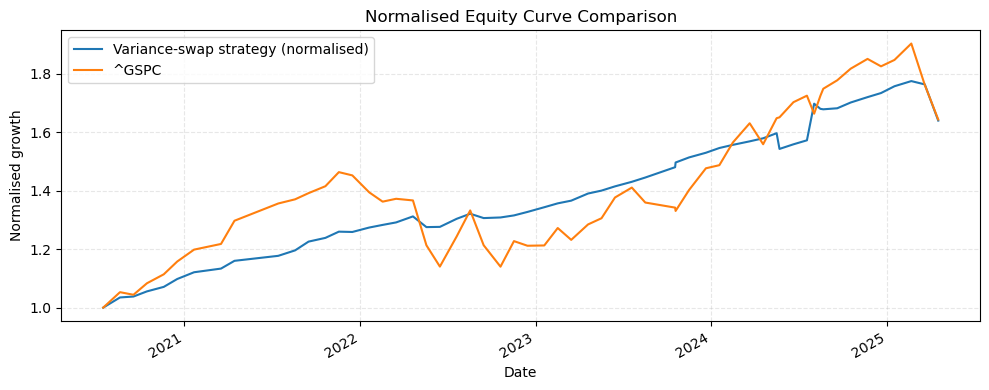 Normalised Equity Curve Comparison
Variance-swap strategy (normalised)
^GSPC
Normalised growth
1.8
1.6
1.4
1.2
1.0
2021
2022
2023
2024
2025
Date